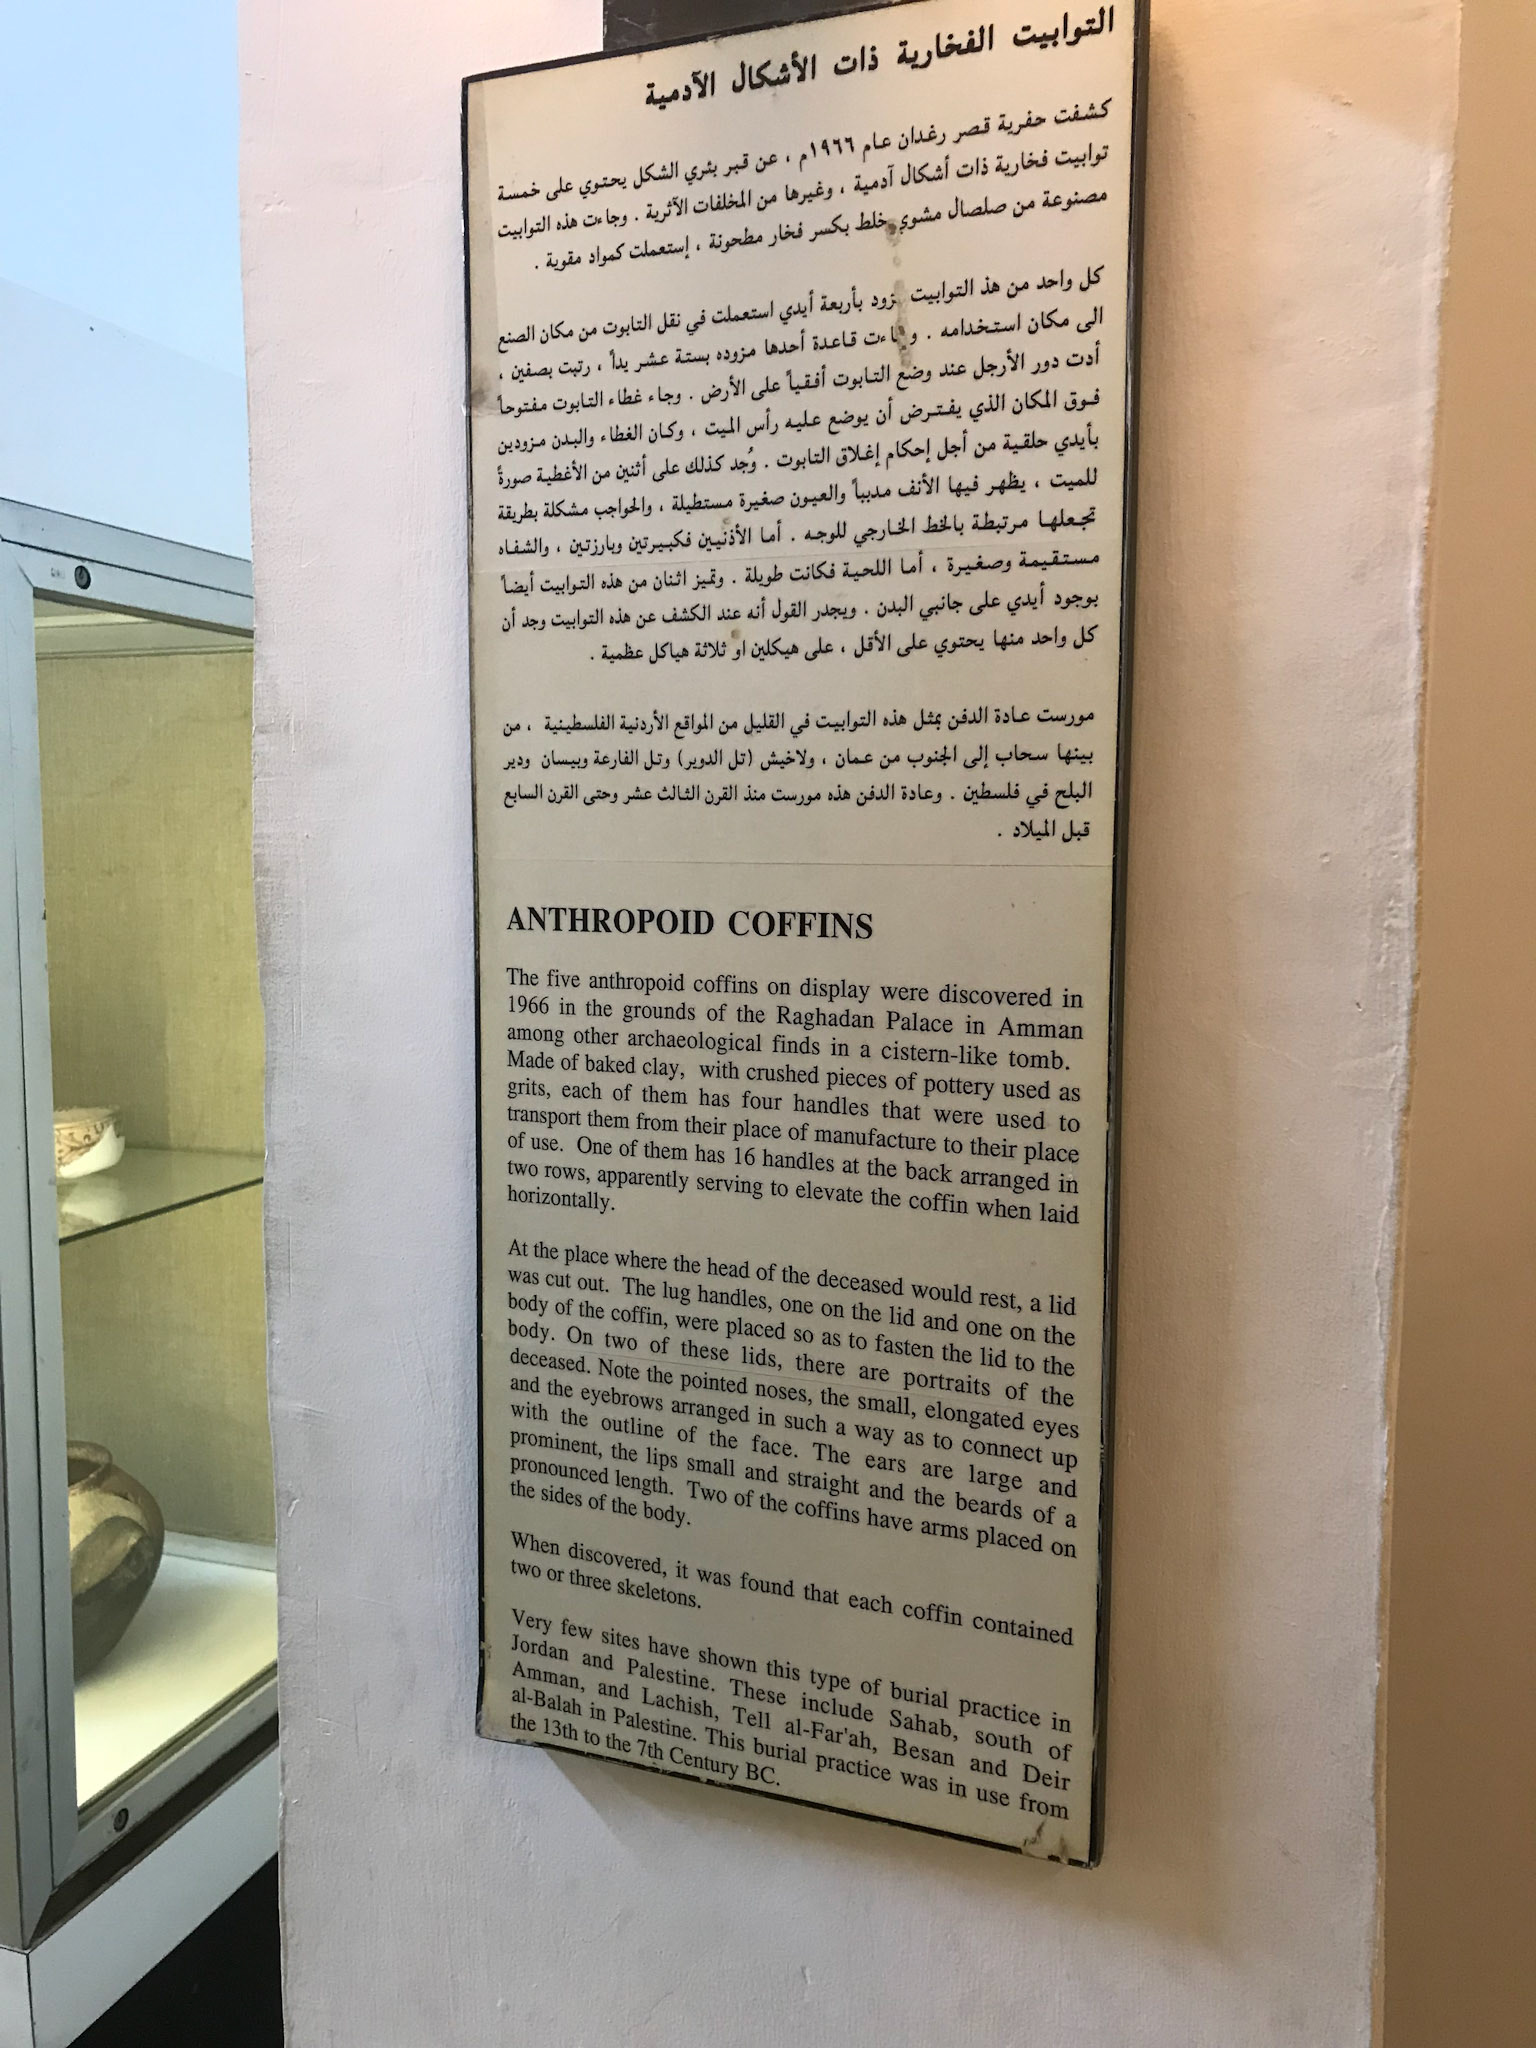 التوابيت الفخارية ذات الأشكال الآدمية
كشفت حفرية قصر رغدان عام ١٩٦٦م ، عن قبر بئري الشكل يحتوي على خمسة
توابيت فخارية ذات أشكال آدمية ، وغيرها من المخلفات الآثرية . وجاءت هذه التوابيت
مصنوعة من صلصال مشوي خلط بكسر فخار مطحونة ، إستعملت كمواد مقوية .
كل واحد من هذ التوابيت مزود بأربعة أيدي استعملت في نقل التابوت من مكان الصنع
الى مكان استخدامه . وجاءت قاعدة أحدها مزوده بستة عشر يداً ، رتبت بصفين ،
أدت دور الأرجل عند وضع التابوت أفقياً على الأرض . وجاء غطاء التابوت مفتوحاً
فوق المكان الذي يفترض أن يوضع عليه رأس الميت ، وكان الغطاء والبدن مزودين
بأيدي حلقية من أجل إحكام إغلاق التابوت . وُجد كذلك على أثنين من الأغطية صورةً
للميت ، يظهر فيها الأنف مدبباً والعيون صغيرة مستطيلة ، والحواجب مشكلة بطريقة
تجعلها مرتبطة بالخط الخارجي للوجه . أما الأذنيين فكبيرتين وبارزتين ، والشفاه
مستقيمة وصغيرة ، أما اللحية فكانت طويلة . وتميز اثنان من هذه التوابيت أيضاً
بوجود أيدي على جانبي البدن . ويجدر القول أنه عند الكشف عن هذه التوابيت وجد أن
كل واحد منها يحتوي على الأقل ، على هيكلين او ثلاثة هياكل عظمية .
مورست عادة الدفن بمثل هذه التوابيت في القليل من المواقع الأردنية الفلسطينية ، من
بينها سحاب إلى الجنوب من عمان ، ولاخيش (تل الدوير) وتل الفارعة وبيسان ودير
البلح في فلسطين . وعادة الدفن هذه مورست منذ القرن الثالث عشر وحتى القرن السابع
قبل الميلاد .
ANTHROPOID COFFINS
The five anthropoid coffins on display were discovered in
1966 in the grounds of the Raghadan Palace in Amman
among other archaeological finds in a cistern-like tomb.
Made of baked clay, with crushed pieces of pottery used as
grits, each of them has four handles that were used to
transport them from their place of manufacture to their place
of use. One of them has 16 handles at the back arranged in
two rows, apparently serving to elevate the coffin when laid
horizontally.
At the place where the head of the deceased would rest, a lid
was cut out. The lug handles, one on the lid and one on the
body of the coffin, were placed so as to fasten the lid to the
body. On two of these lids, there are portraits of the
deceased. Note the pointed noses, the small, elongated eyes
and the eyebrows arranged in such a way as to connect up
with the outline of the face. The ears are large and
prominent, the lips small and straight and the beards of a
pronounced length. Two of the coffins have arms placed on
the sides of the body.
When discovered, it was found that each coffin contained
two or three skeletons.
Very few sites have shown this type of burial practice in
Jordan and Palestine. These include Sahab, south of
Amman, and Lachish, Tell al-Far'ah, Besan and Deir
al-Balah in Palestine. This burial practice was in use from
the 13th to the 7th Century BC.